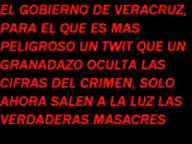 EL GOBIERNO DE VERACRUZ,
PARA EL QUE ES MAS
PELIGROSO UN TWIT QUE UN
GRANADAZO OCULTA LAS
CIFRAS DEL CRIMEN, SOLO
AHORA SALEN A LA LUZ LAS
VERDADERAS MASACRES